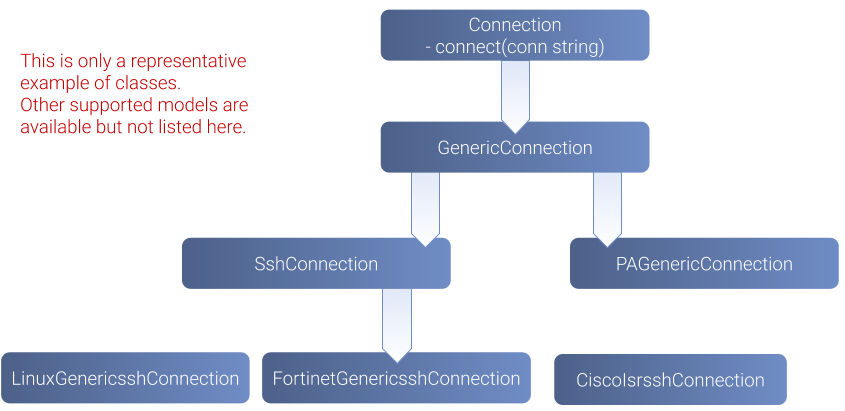 Connection
- connect(conn string)
This is only a representative
example of classes.
Other supported models are
available but not listed here.
GenericConnection
SshConnection
PAGenericConnection
LinuxGenericsshConnection
FortinetGenericsshConnection
CiscoIsrsshConnection